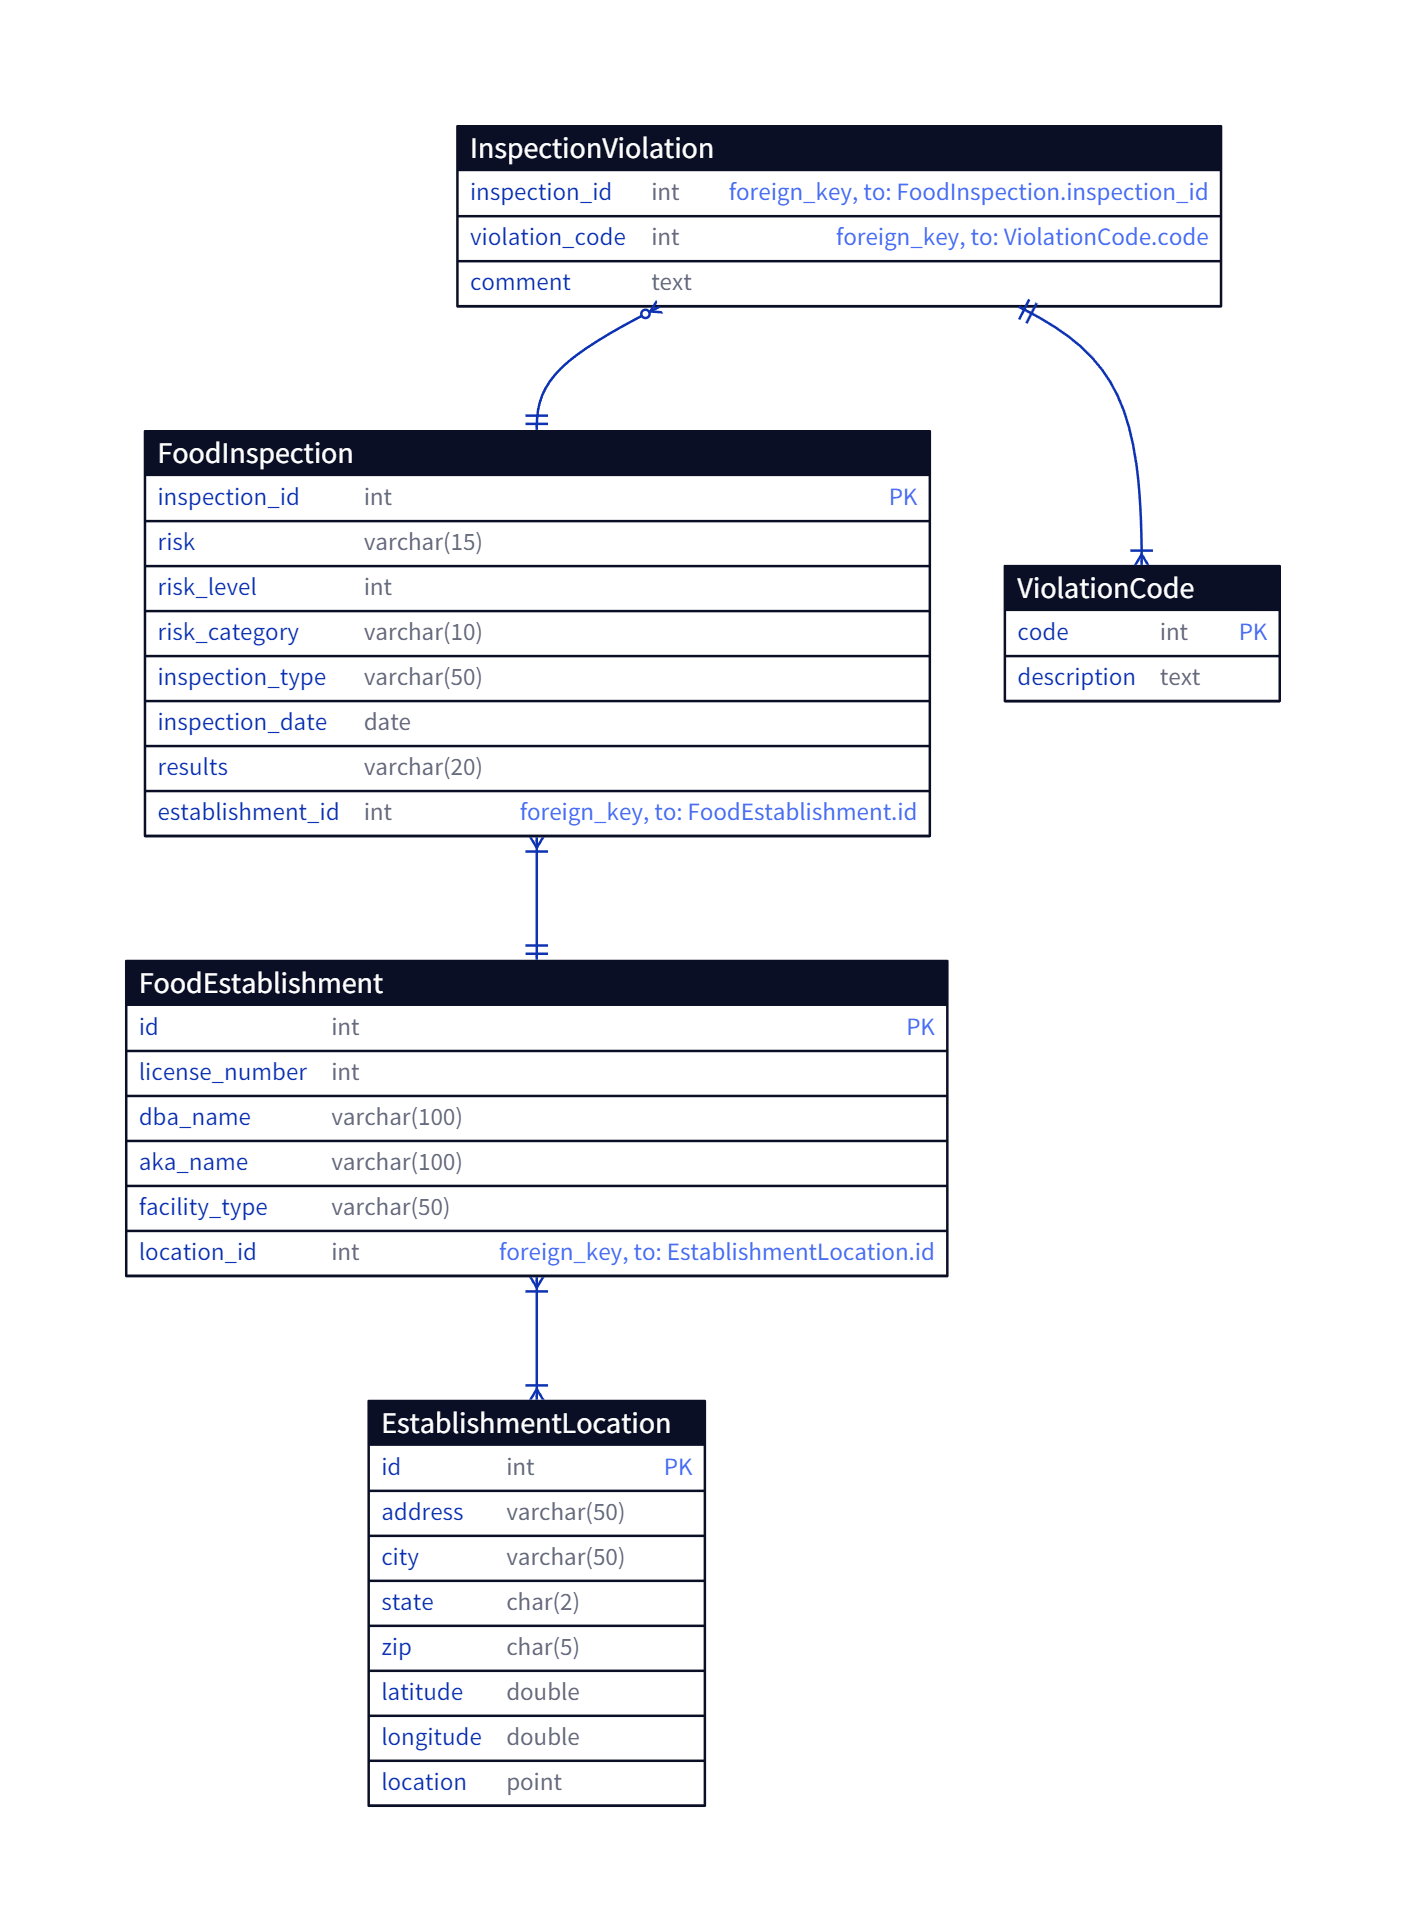 InspectionViolation
inspection_id int foreign_key, to: FoodInspection.inspection_id
violation_code int foreign_key, to: ViolationCode.code
comment text
FoodInspection
inspection_id int PK
risk varchar(15)
risk_level int
risk_category varchar(10)
inspection_type varchar(50)
inspection_date date
results varchar(20)
establishment_id int foreign_key, to: FoodEstablishment.id
ViolationCode
code int PK
description text
FoodEstablishment
id int PK
license_number int
dba_name varchar(100)
aka_name varchar(100)
facility_type varchar(50)
location_id int foreign_key, to: EstablishmentLocation.id
EstablishmentLocation
id int PK
address varchar(50)
city varchar(50)
state char(2)
zip char(5)
latitude double
longitude double
location point